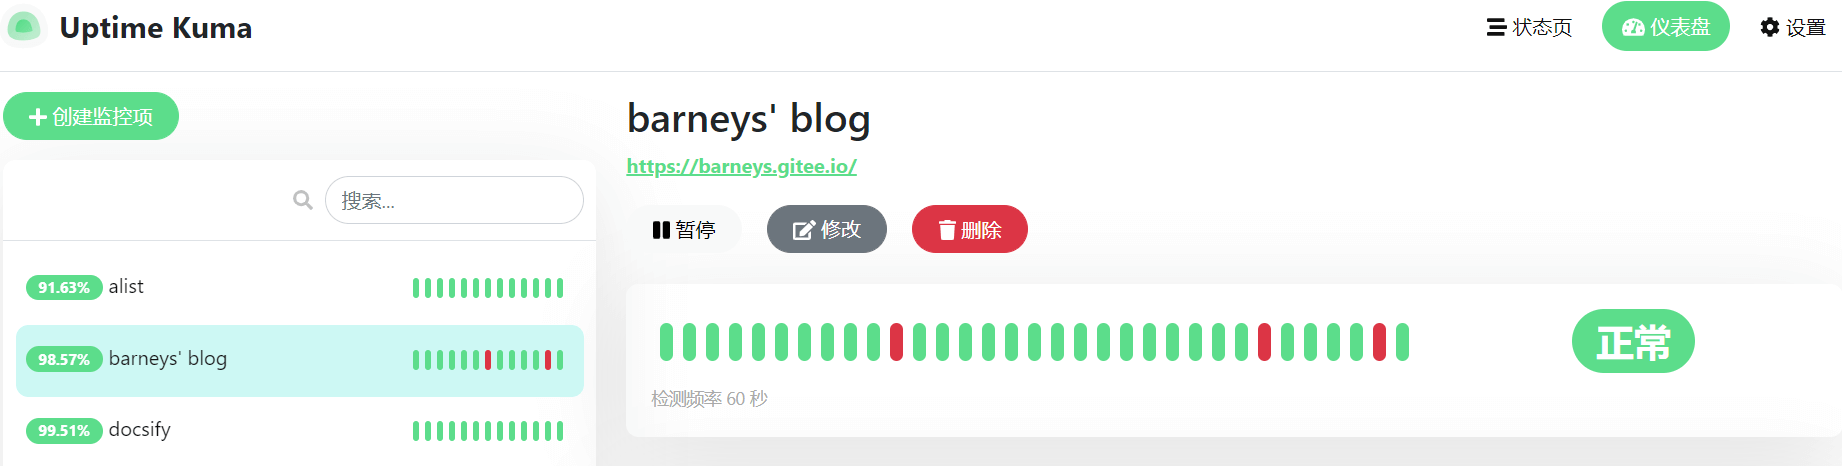 Uptime Kuma
状态页
仪表盘
设置
创建监控项
搜索...
91.63% alist
98.57% barneys' blog
99.51% docsify
barneys' blog
https://barneys.gitee.io/
暂停
修改
删除
正常
检测频率 60 秒